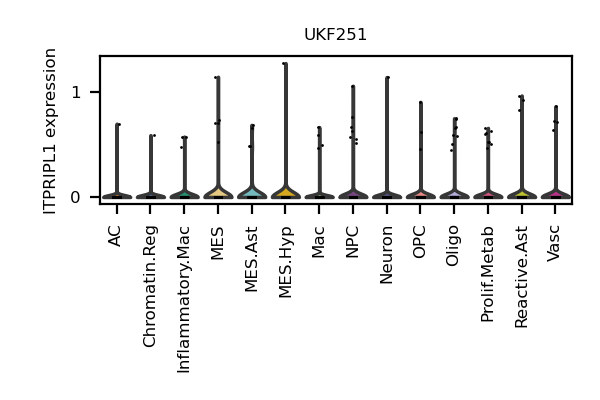 UKF251
ITPRIPL1 expression
1
0
AC
Chromatin.Reg
Inflammatory.Mac
MES
MES.Ast
MES.Hyp
Mac
NPC
Neuron
OPC
Oligo
Prolif.Metab
Reactive.Ast
Vasc